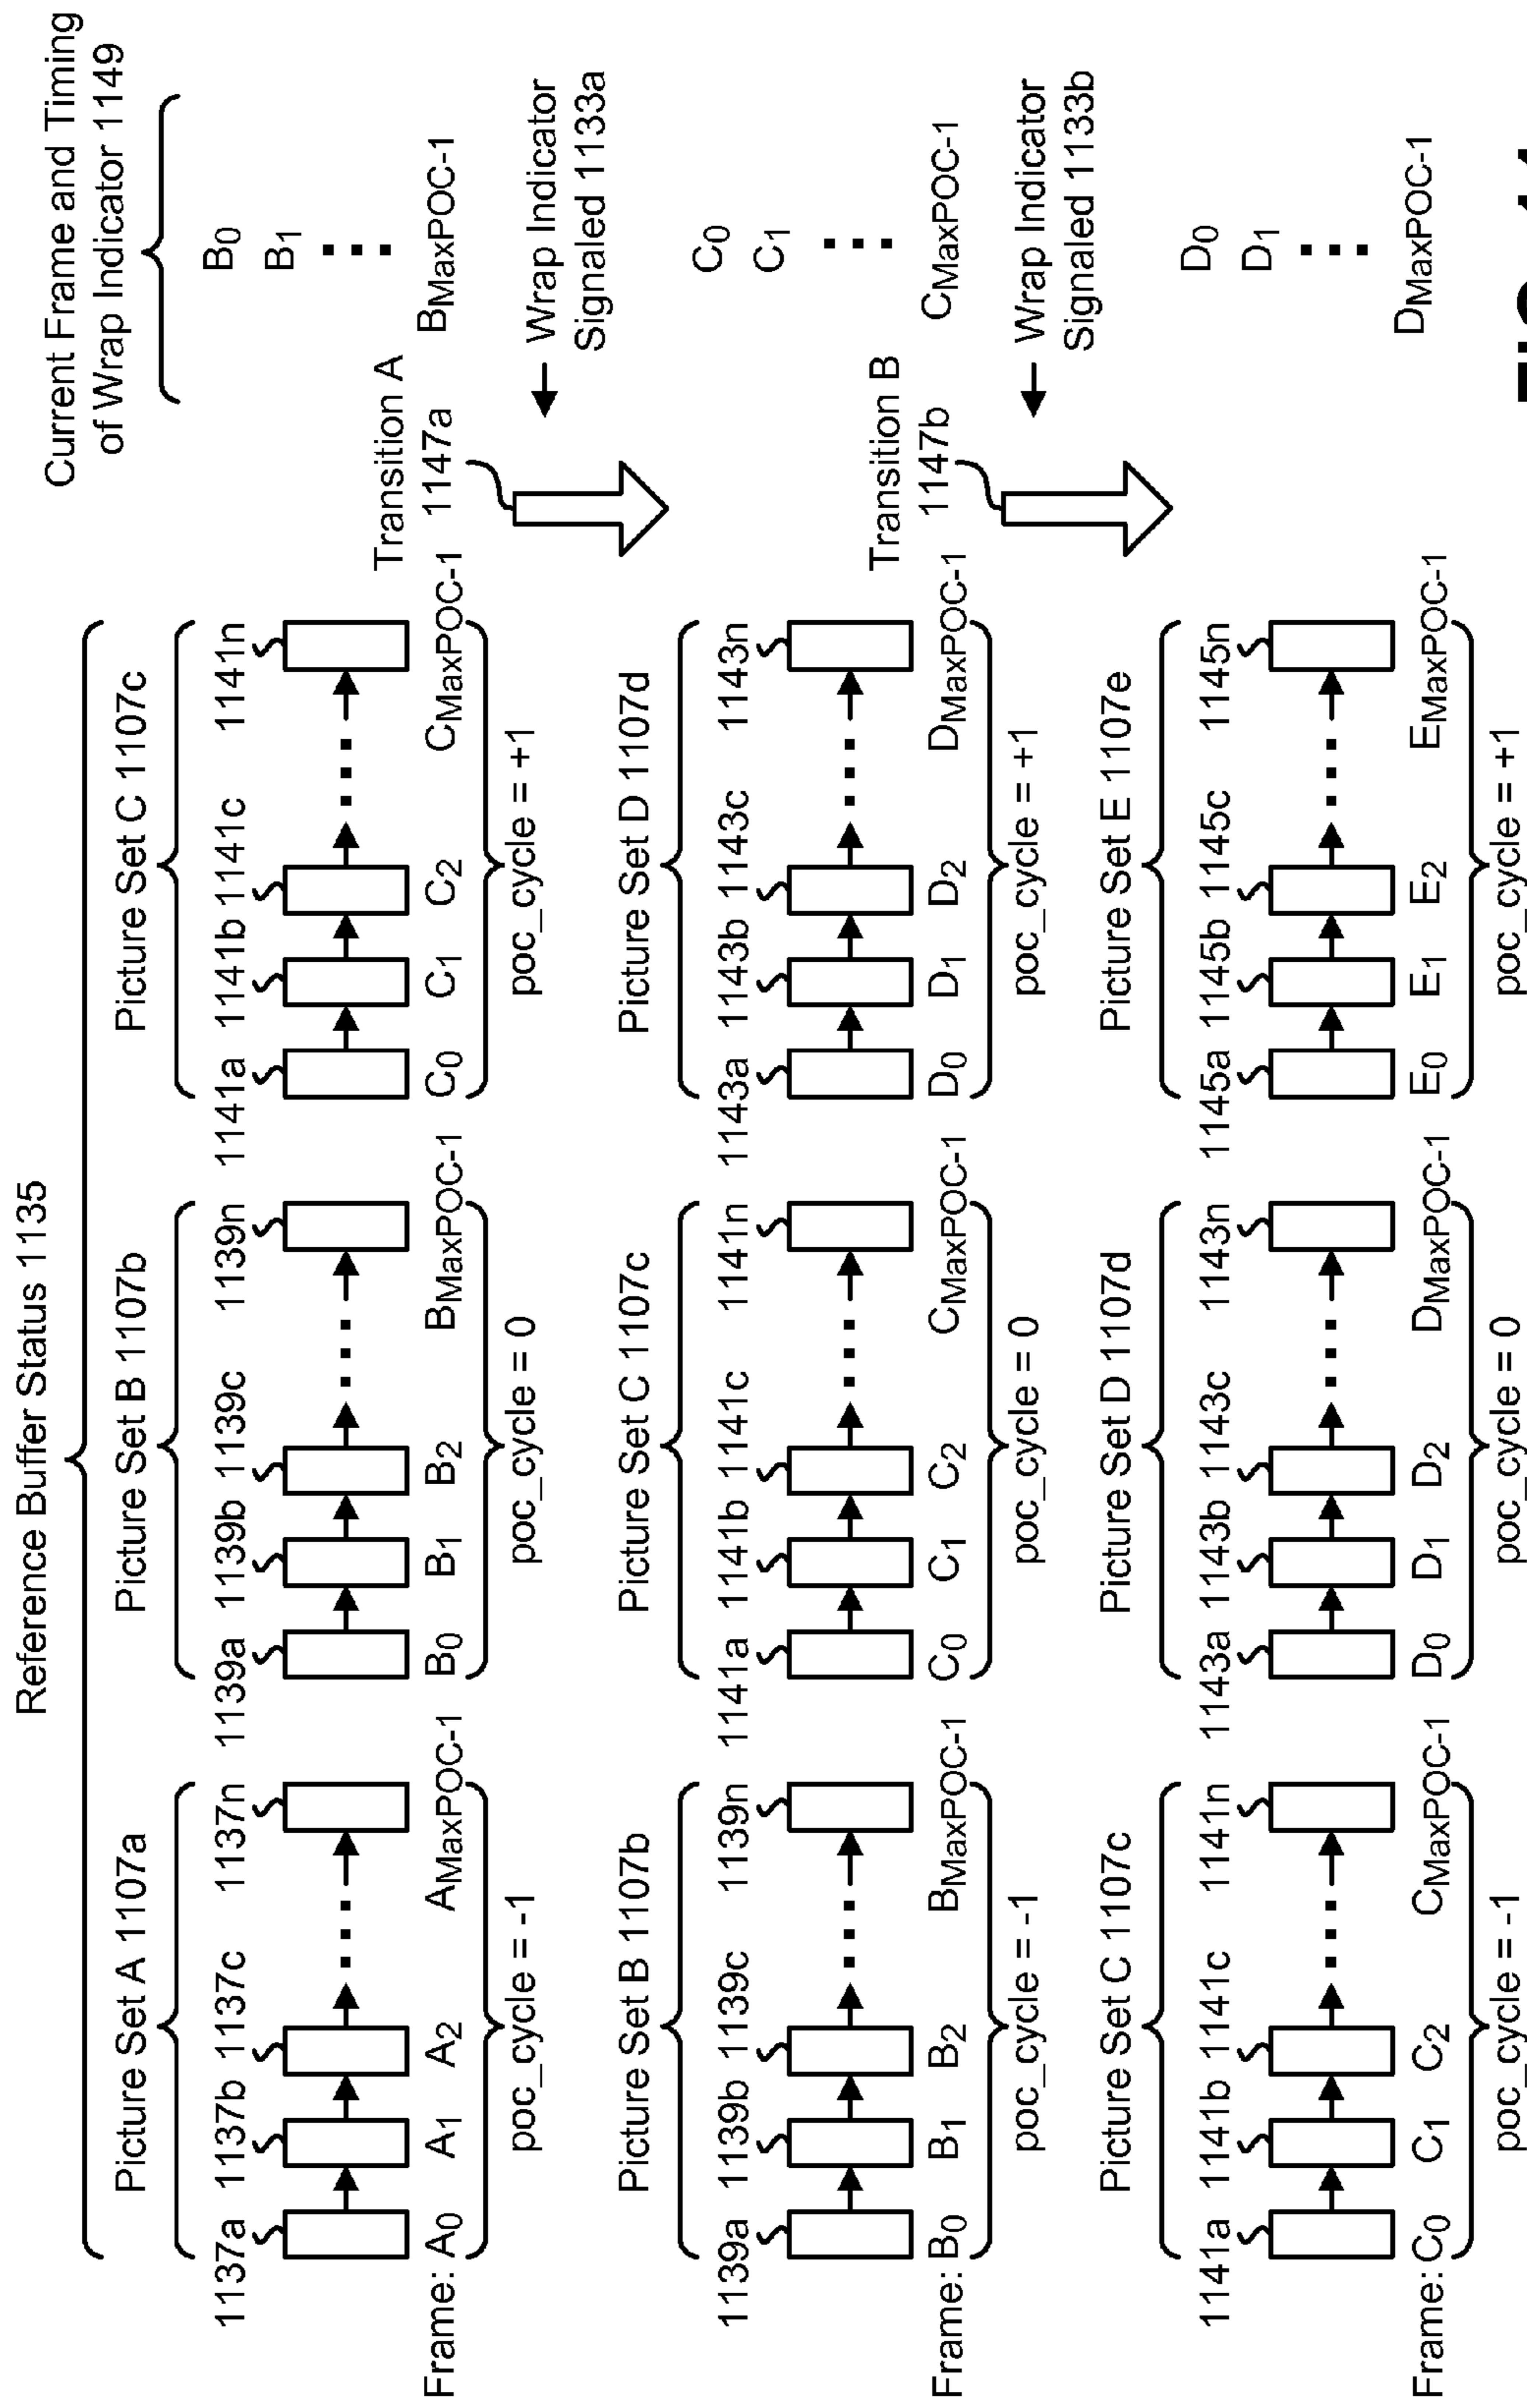 Reference Buffer Status 1135
Current Frame and Timing
of Wrap Indicator 1149
Picture Set A 1107a
Picture Set B 1107b
Picture Set C 1107c
1137a 1137b 1137c 1137n
1139a 1139b 1139c 1139n
1141a 1141b 1141c 1141n
Frame: A0 A1 A2 AMaxPOC-1
B0 B1 B2 BMaxPOC-1
C0 C1 C2 CMaxPOC-1
poc_cycle = -1
poc_cycle = 0
poc_cycle = +1
B0
B1
BMaxPOC-1
Transition A
1147a
Wrap Indicator
Signaled 1133a
Picture Set B 1107b
Picture Set C 1107c
Picture Set D 1107d
1139a 1139b 1139c 1139n
1141a 1141b 1141c 1141n
1143a 1143b 1143c 1143n
Frame: B0 B1 B2 BMaxPOC-1
C0 C1 C2 CMaxPOC-1
D0 D1 D2 DMaxPOC-1
poc_cycle = -1
poc_cycle = 0
poc_cycle = +1
C0
C1
CMaxPOC-1
Transition B
1147b
Wrap Indicator
Signaled 1133b
Picture Set C 1107c
Picture Set D 1107d
Picture Set E 1107e
1141a 1141b 1141c 1141n
1143a 1143b 1143c 1143n
1145a 1145b 1145c 1145n
Frame: C0 C1 C2 CMaxPOC-1
D0 D1 D2 DMaxPOC-1
E0 E1 E2 EMaxPOC-1
poc_cycle = -1
poc_cycle = 0
poc_cycle = +1
D0
D1
DMaxPOC-1